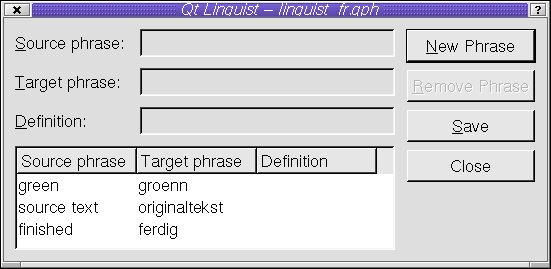 Qt Linguist – linguist_fr.qph
Source phrase:
New Phrase
Target phrase:
Remove Phrase
Definition:
Save
Close
Source phrase Target phrase Definition
green groenn
source text originaltekst
finished ferdig